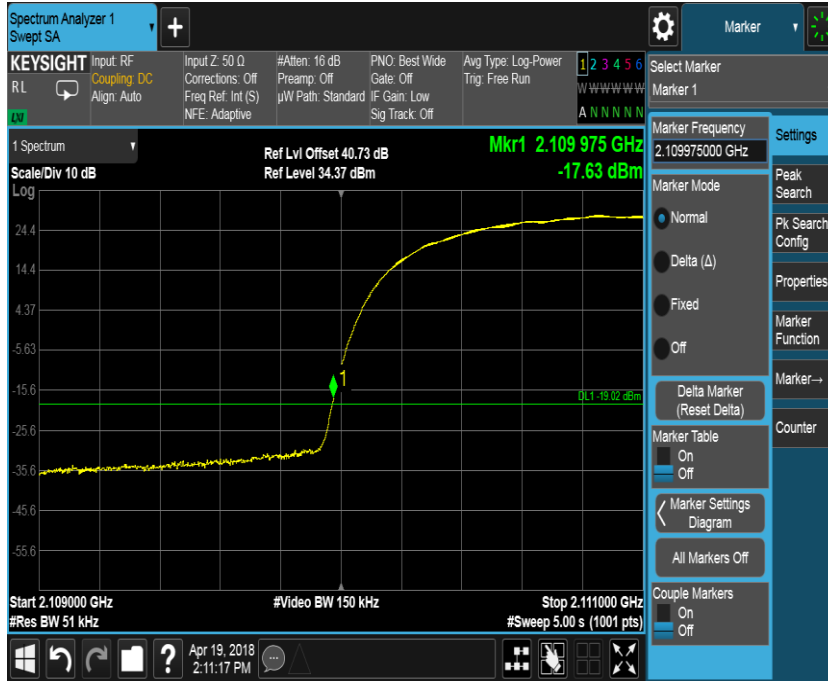 Spectrum Analyzer 1
Swept SA
+
Marker
KEYSIGHT
RL
LXI
Input: RF
Coupling: DC
Align: Auto
Input Z: 50 Ω
Corrections: Off
Freq Ref: Int (S)
NFE: Adaptive
#Atten: 16 dB
Preamp: Off
µW Path: Standard
PNO: Best Wide
Gate: Off
IF Gain: Low
Sig Track: Off
Avg Type: Log-Power
Trig: Free Run
1 2 3 4 5 6
W W W W W W
A N N N N N
Select Marker
Marker 1
1 Spectrum
Scale/Div 10 dB
Log
Ref Lvl Offset 40.73 dB
Ref Level 34.37 dBm
Mkr1 2.109 975 GHz
-17.63 dBm
24.4
14.4
4.37
-5.63
-15.6
-25.6
-35.6
-45.6
-55.6
1
DL1 -19.02 dBm
Start 2.109000 GHz
#Res BW 51 kHz
#Video BW 150 kHz
Stop 2.111000 GHz
#Sweep 5.00 s (1001 pts)
Marker Frequency
2.109975000 GHz
Marker Mode
Normal
Delta (Δ)
Fixed
Off
Delta Marker
(Reset Delta)
Marker Table
On
Off
Marker Settings
Diagram
All Markers Off
Couple Markers
On
Off
Settings
Peak
Search
Pk Search
Config
Properties
Marker
Function
Marker→
Counter
?
Apr 19, 2018
2:11:17 PM